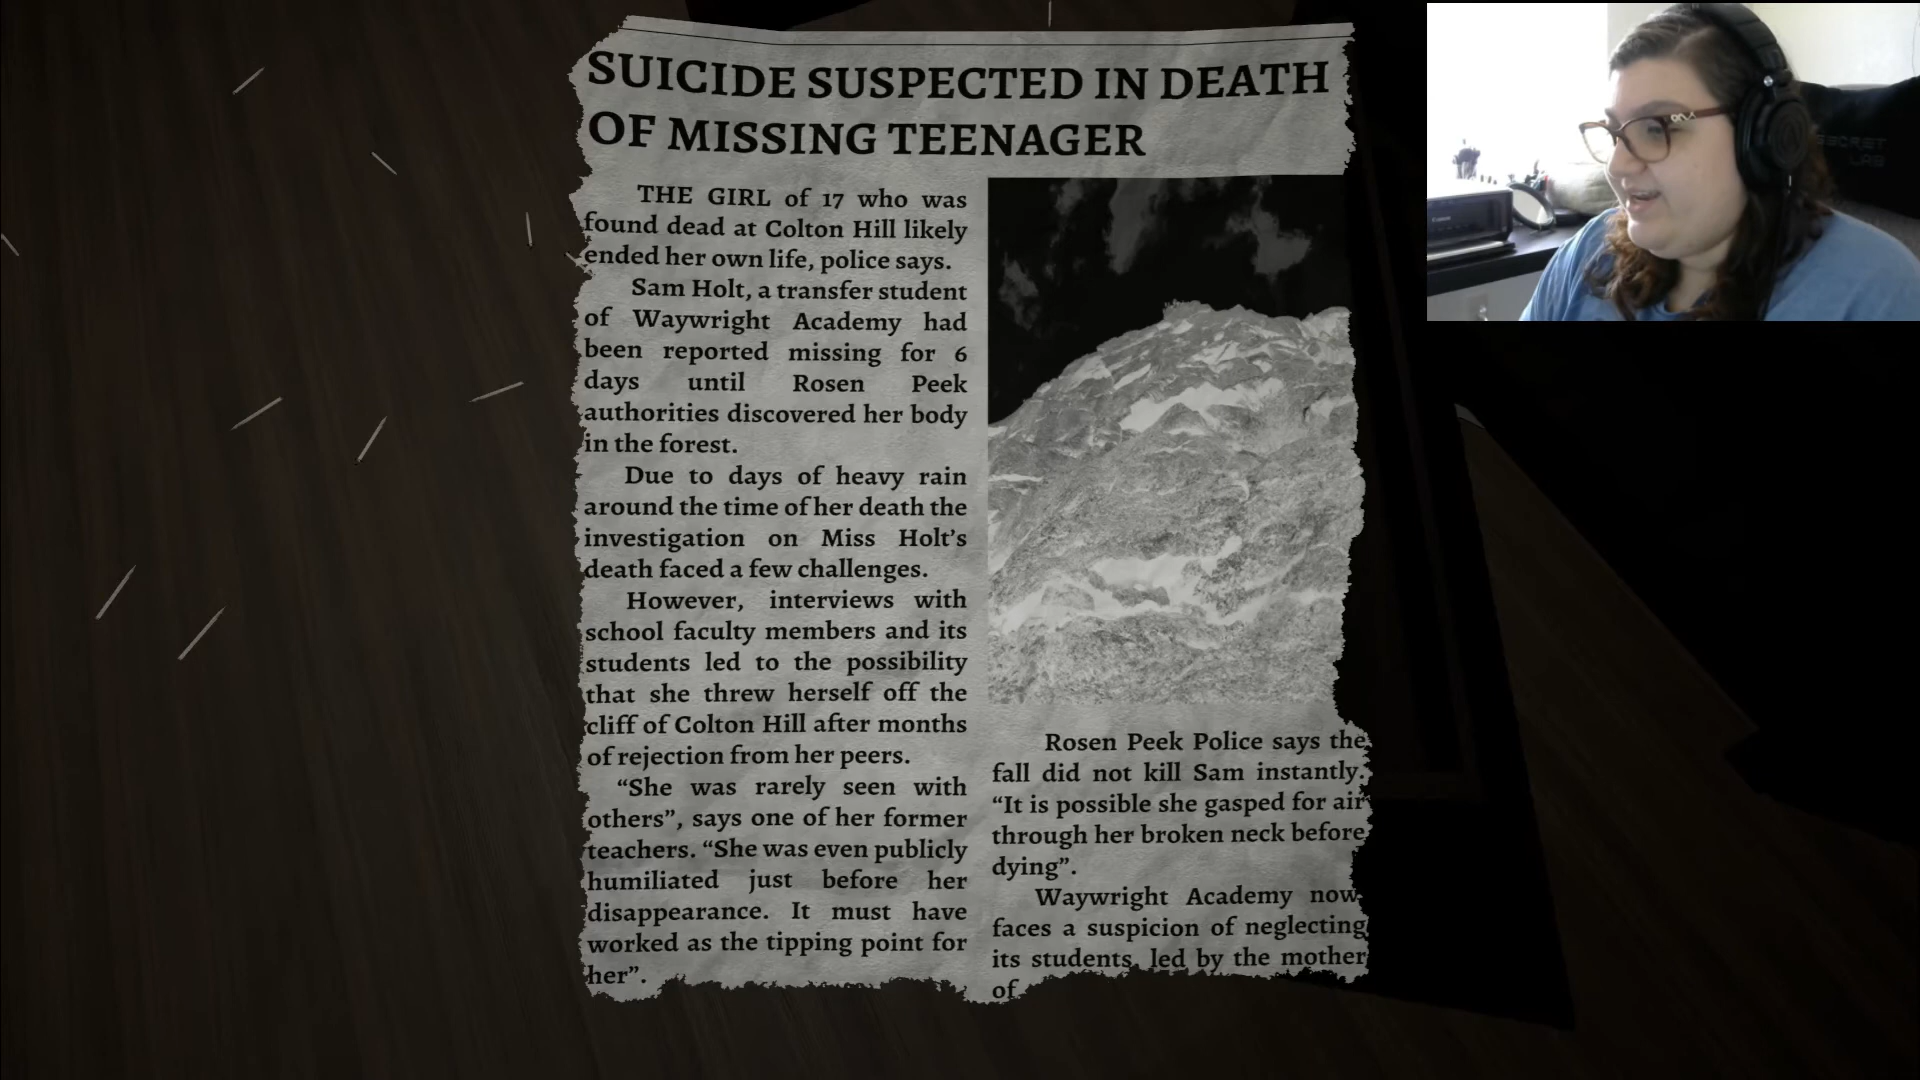 SUICIDE SUSPECTED IN DEATH
OF MISSING TEENAGER
THE GIRL of 17 who was
found dead at Colton Hill likely
ended her own life, police says.
Sam Holt, a transfer student
of Waywright Academy had
been reported missing for 6
days until Rosen Peek
authorities discovered her body
in the forest.
Due to days of heavy rain
around the time of her death the
investigation on Miss Holt's
death faced a few challenges.
However, interviews with
school faculty members and its
students led to the possibility
that she threw herself off the
cliff of Colton Hill after months
of rejection from her peers.
“She was rarely seen with
others”, says one of her former
teachers. “She was even publicly
humiliated just before her
disappearance. It must have
worked as the tipping point for
her”.
Rosen Peek Police says the
fall did not kill Sam instantly.
“It is possible she gasped for air
through her broken neck before
dying”.
Waywright Academy now
faces a suspicion of neglecting
its students, led by the mother
of
SECRET
LAB
Canon